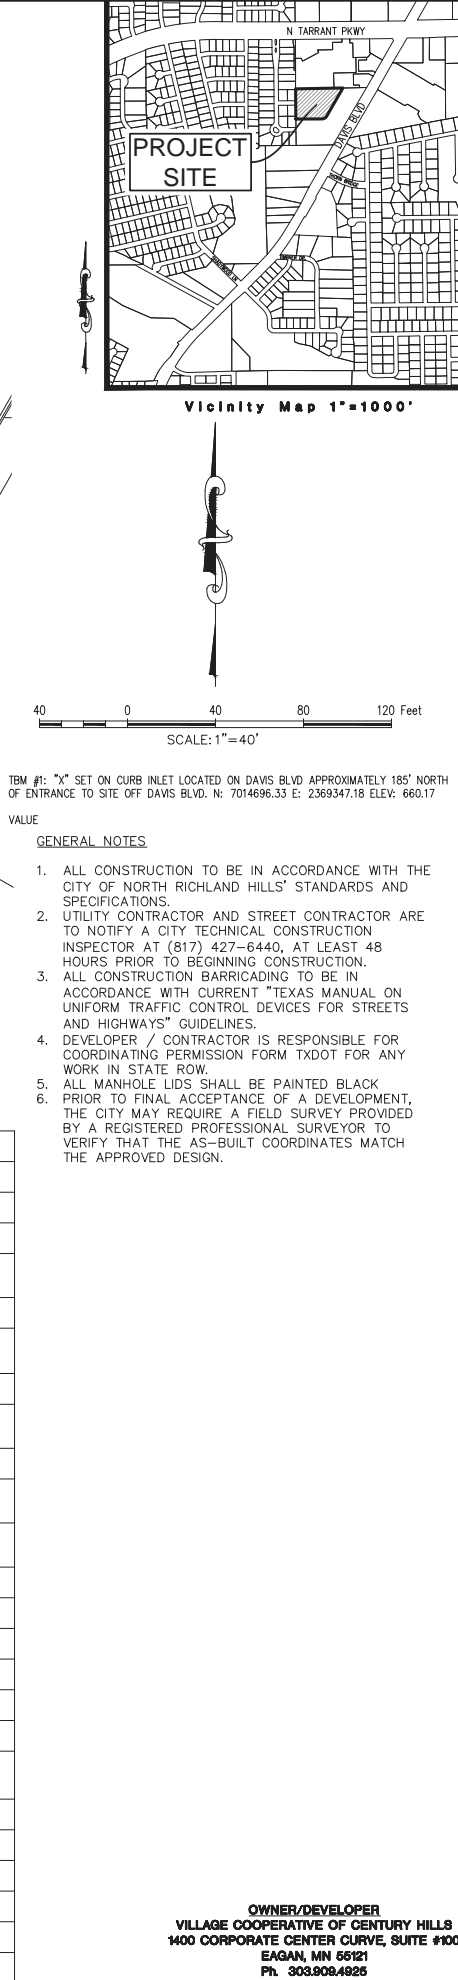 N TARRANT PKWY
DAVIS BLVD
PROJECT
SITE
Vicinity Map 1"=1000'
40 0 40 80 120 Feet
SCALE: 1"=40'
TBM #1: "X" SET ON CURB INLET LOCATED ON DAVIS BLVD APPROXIMATELY 185' NORTH
OF ENTRANCE TO SITE OFF DAVIS BLVD. N: 7014696.33 E: 2369347.18 ELEV: 660.17
VALUE
GENERAL NOTES
1. ALL CONSTRUCTION TO BE IN ACCORDANCE WITH THE
CITY OF NORTH RICHLAND HILLS' STANDARDS AND
SPECIFICATIONS.
2. UTILITY CONTRACTOR AND STREET CONTRACTOR ARE
TO NOTIFY A CITY TECHNICAL CONSTRUCTION
INSPECTOR AT (817) 427-6440, AT LEAST 48
HOURS PRIOR TO BEGINNING CONSTRUCTION.
3. ALL CONSTRUCTION BARRICADING TO BE IN
ACCORDANCE WITH CURRENT "TEXAS MANUAL ON
UNIFORM TRAFFIC CONTROL DEVICES FOR STREETS
AND HIGHWAYS" GUIDELINES.
4. DEVELOPER / CONTRACTOR IS RESPONSIBLE FOR
COORDINATING PERMISSION FORM TXDOT FOR ANY
WORK IN STATE ROW.
5. ALL MANHOLE LIDS SHALL BE PAINTED BLACK
6. PRIOR TO FINAL ACCEPTANCE OF A DEVELOPMENT,
THE CITY MAY REQUIRE A FIELD SURVEY PROVIDED
BY A REGISTERED PROFESSIONAL SURVEYOR TO
VERIFY THAT THE AS-BUILT COORDINATES MATCH
THE APPROVED DESIGN.
OWNER/DEVELOPER
VILLAGE COOPERATIVE OF CENTURY HILLS
1400 CORPORATE CENTER CURVE, SUITE #100
EAGAN, MN 55121
Ph. 303.909.4925